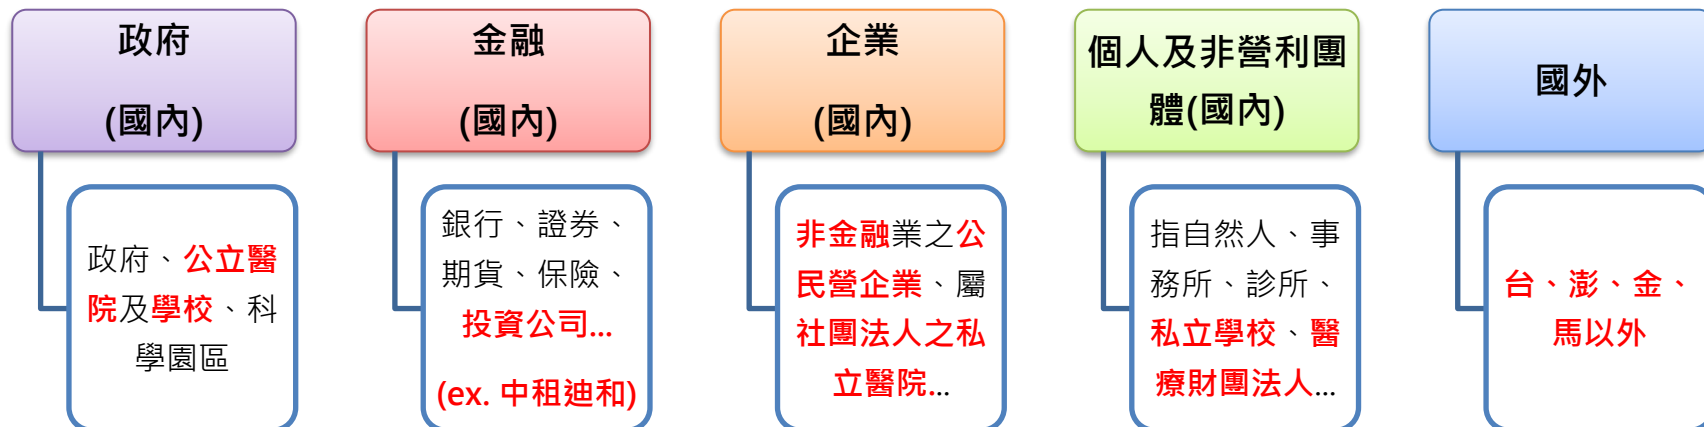 政府
(國內)
政府、公立醫
院及學校、科
學園區
金融
(國內)
銀行、證券、
期貨、保險、
投資公司...
(ex. 中租迪和)
企業
(國內)
非金融業之公
民營企業、屬
社團法人之私
立醫院...
個人及非營利團
體(國內)
指自然人、事
務所、診所、
私立學校、醫
療財團法人...
國外
台、澎、金、
馬以外